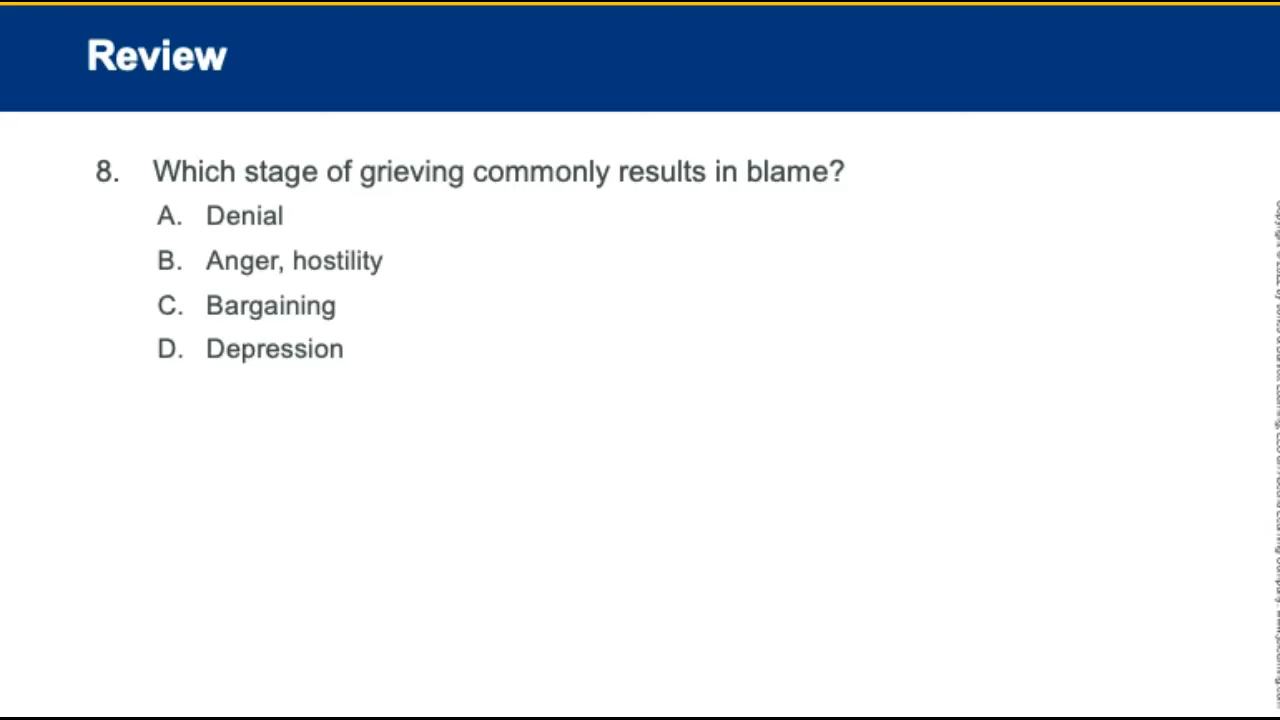 Review
8. Which stage of grieving commonly results in blame?
A. Denial
B. Anger, hostility
C. Bargaining
D. Depression